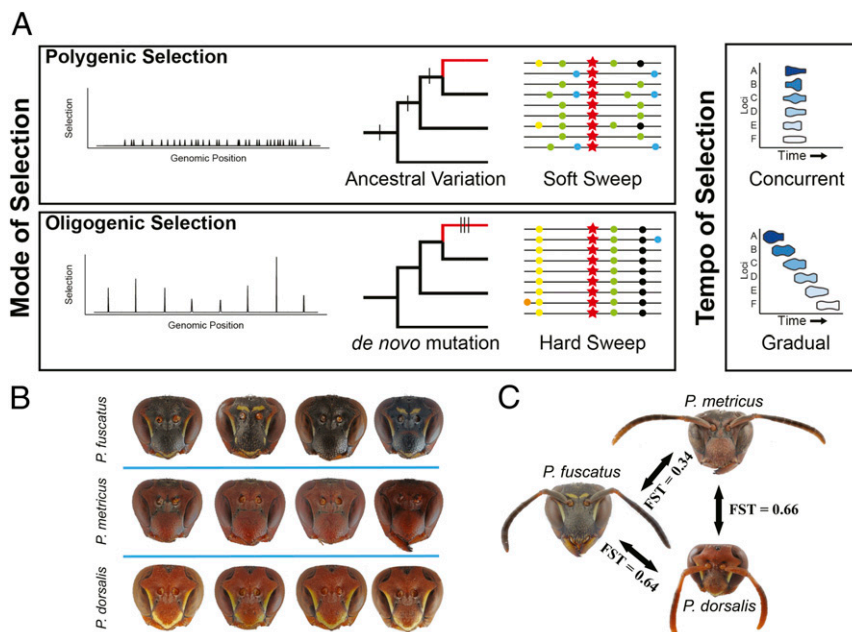 A
Mode of Selection
Polygenic Selection
Selection
Genomic Position
Ancestral Variation
Soft Sweep
Oligogenic Selection
Selection
Genomic Position
de novo mutation
Hard Sweep
Tempo of Selection
Loci
A
B
C
D
E
F
Time
Concurrent
Loci
A
B
C
D
E
F
Time
Gradual
B
P. fuscatus
P. metricus
P. dorsalis
C
P. metricus
P. fuscatus
FST = 0.34
FST = 0.66
FST = 0.64
P. dorsalis